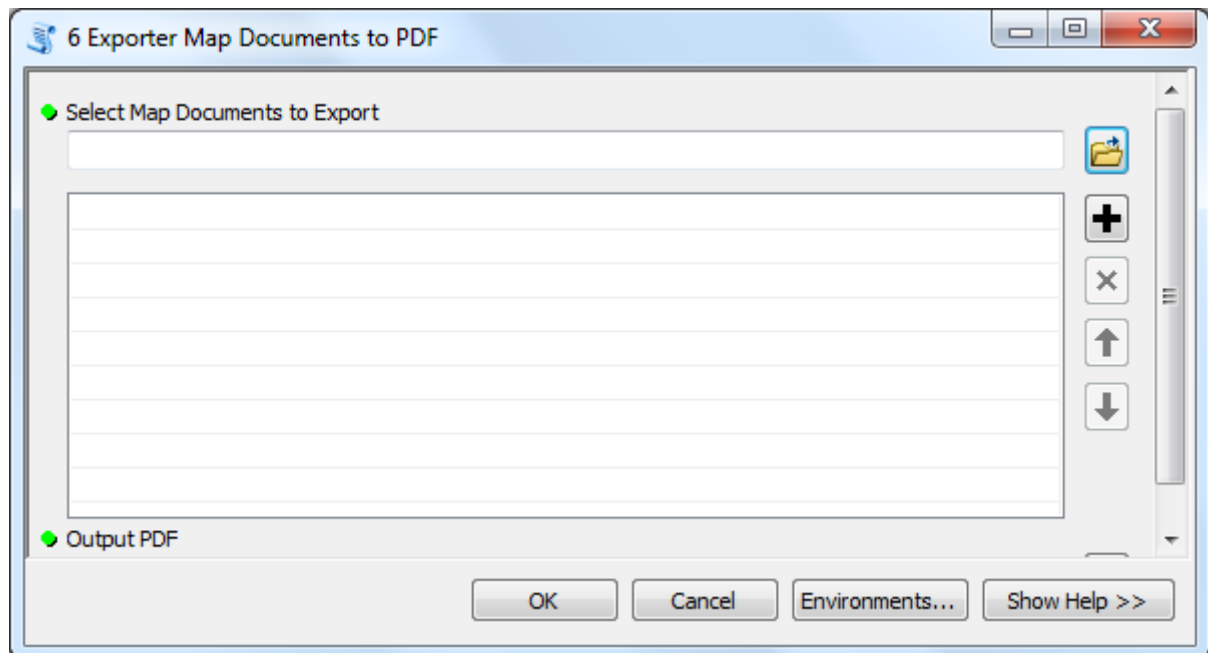 6 Exporter Map Documents to PDF
Select Map Documents to Export
Output PDF
OK Cancel Environments... Show Help >>